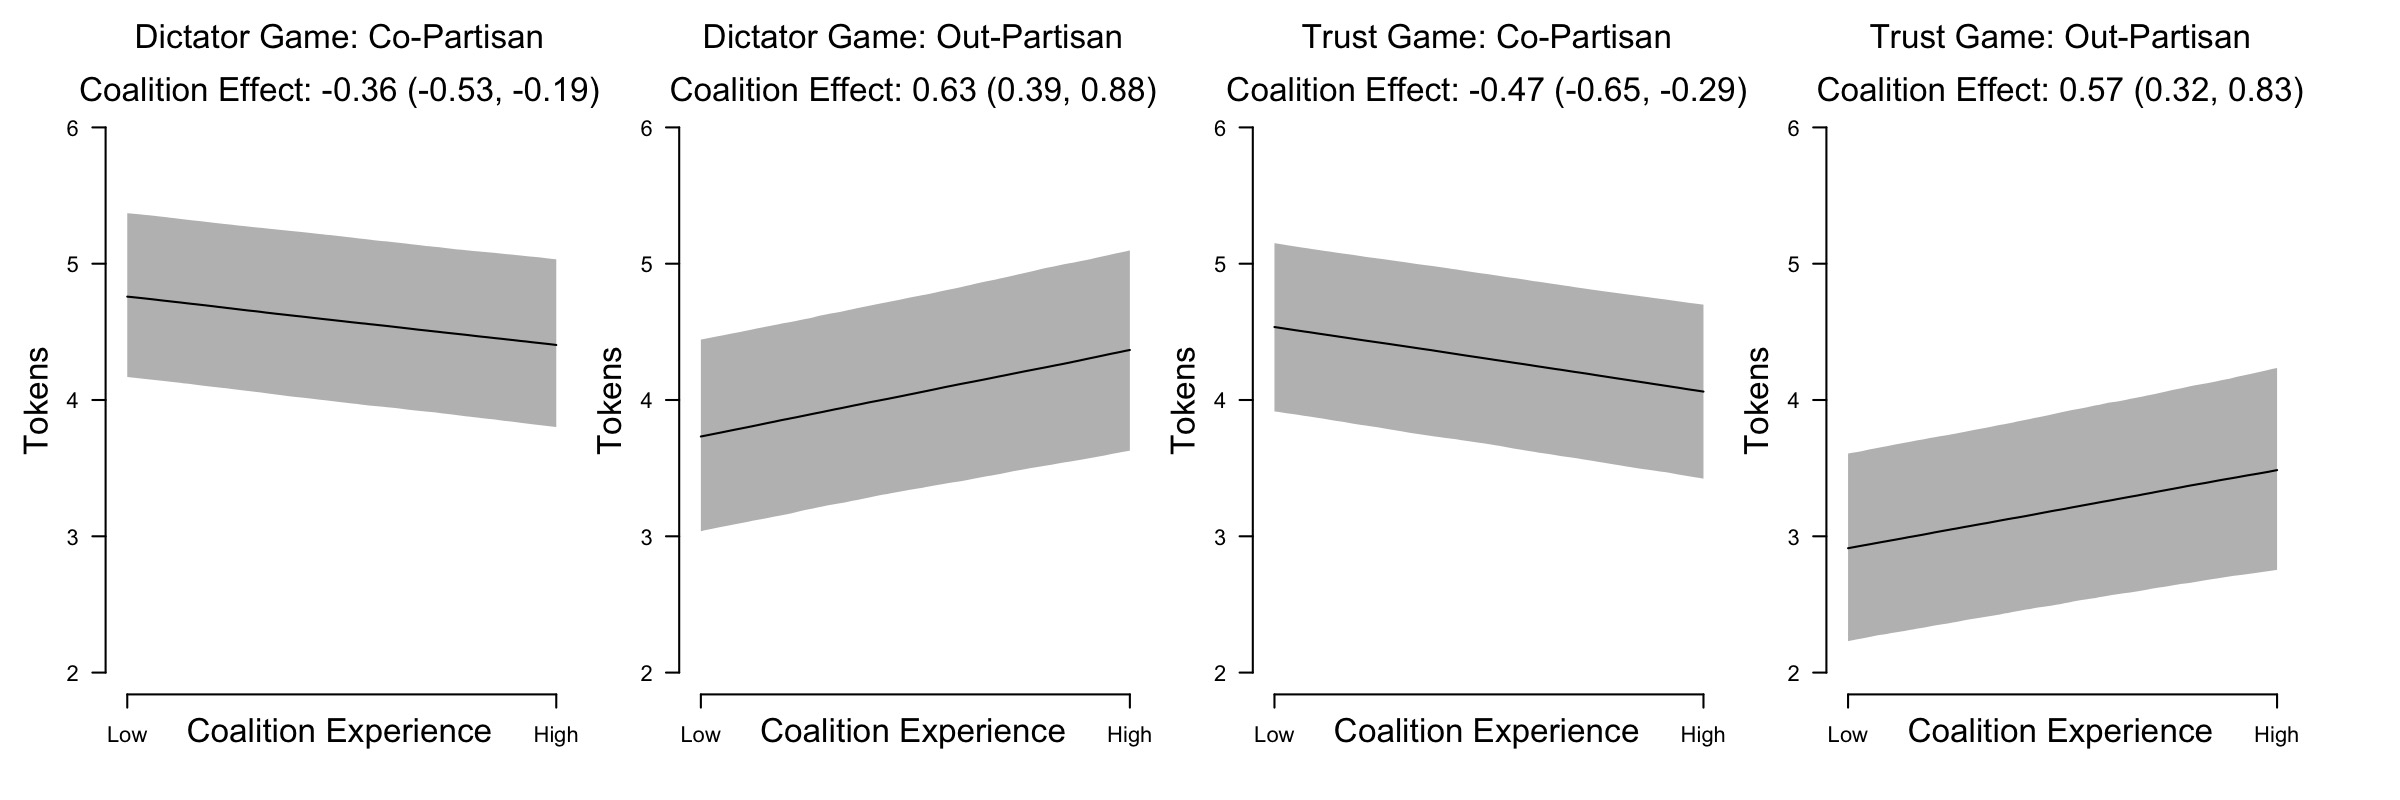 Dictator Game: Co-Partisan
Coalition Effect: -0.36 (-0.53, -0.19)
6
5
4
3
2
Tokens
Low
Coalition Experience
High
Dictator Game: Out-Partisan
Coalition Effect: 0.63 (0.39, 0.88)
6
5
4
3
2
Tokens
Low
Coalition Experience
High
Trust Game: Co-Partisan
Coalition Effect: -0.47 (-0.65, -0.29)
6
5
4
3
2
Tokens
Low
Coalition Experience
High
Trust Game: Out-Partisan
Coalition Effect: 0.57 (0.32, 0.83)
6
5
4
3
2
Tokens
Low
Coalition Experience
High